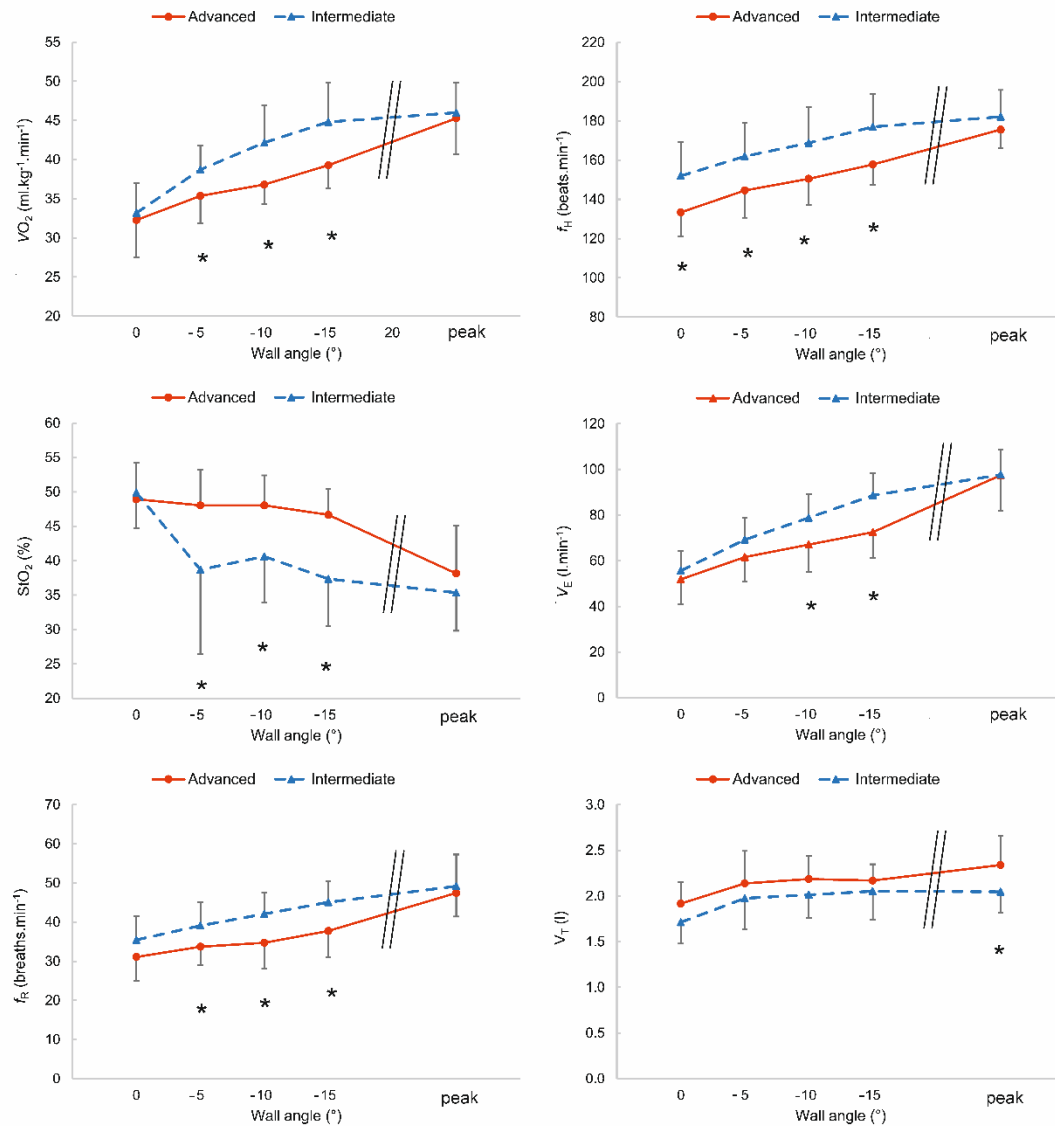 Advanced Intermediate
55
50
45
40
35
30
25
20
VO₂ (ml.kg⁻¹.min⁻¹)
* * *
0 -5 -10 -15 20 peak
Wall angle (°)
Advanced Intermediate
220
200
180
160
140
120
100
80
fH (beats.min⁻¹)
* * * *
0 -5 -10 -15 peak
Wall angle (°)
Advanced Intermediate
60
55
50
45
40
35
30
25
20
StO₂ (%)
* * *
0 -5 -10 -15 peak
Wall angle (°)
Advanced Intermediate
120
100
80
60
40
20
0
VE (l.min⁻¹)
* *
0 -5 -10 -15 peak
Wall angle (°)
Advanced Intermediate
70
60
50
40
30
20
10
0
fR (breaths.min⁻¹)
* * *
0 -5 -10 -15 peak
Wall angle (°)
Advanced Intermediate
3.0
2.5
2.0
1.5
1.0
0.5
0.0
VT (l)
*
0 -5 -10 -15 peak
Wall angle (°)